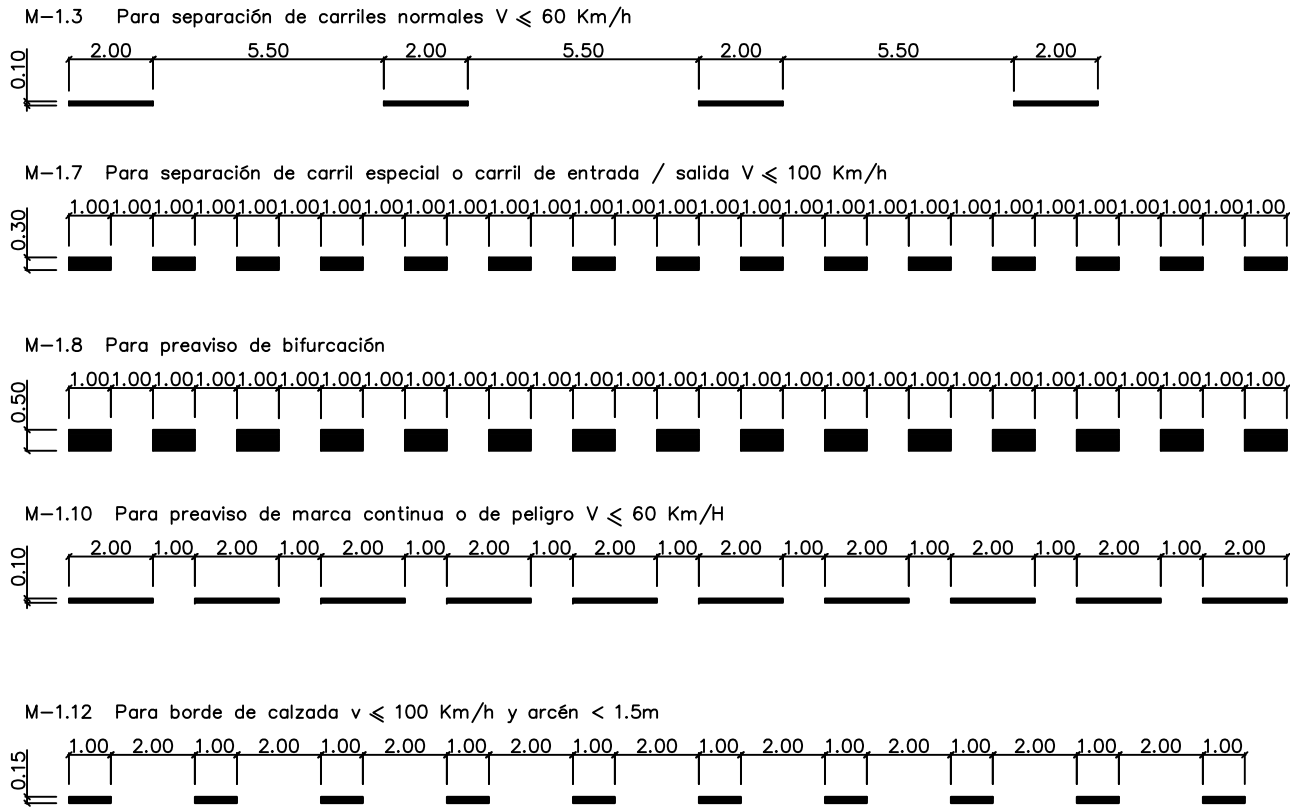 M-1.3 Para separación de carriles normales V ⩽ 60 Km/h
2.00 5.50 2.00 5.50 2.00 5.50 2.00
0.10
M-1.7 Para separación de carril especial o carril de entrada / salida V ⩽ 100 Km/h
1.00 1.00 1.00 1.00 1.00 1.00 1.00 1.00 1.00 1.00 1.00 1.00 1.00 1.00 1.00 1.00 1.00 1.00 1.00 1.00 1.00 1.00 1.00 1.00 1.00 1.00 1.00 1.00 1.00
0.30
M-1.8 Para preaviso de bifurcación
1.00 1.00 1.00 1.00 1.00 1.00 1.00 1.00 1.00 1.00 1.00 1.00 1.00 1.00 1.00 1.00 1.00 1.00 1.00 1.00 1.00 1.00 1.00 1.00 1.00 1.00 1.00 1.00 1.00
0.50
M-1.10 Para preaviso de marca continua o de peligro V ⩽ 60 Km/H
2.00 1.00 2.00 1.00 2.00 1.00 2.00 1.00 2.00 1.00 2.00 1.00 2.00 1.00 2.00 1.00 2.00 1.00 2.00
0.10
M-1.12 Para borde de calzada v ⩽ 100 Km/h y arcén < 1.5m
1.00 2.00 1.00 2.00 1.00 2.00 1.00 2.00 1.00 2.00 1.00 2.00 1.00 2.00 1.00 2.00 1.00 2.00 1.00
0.15